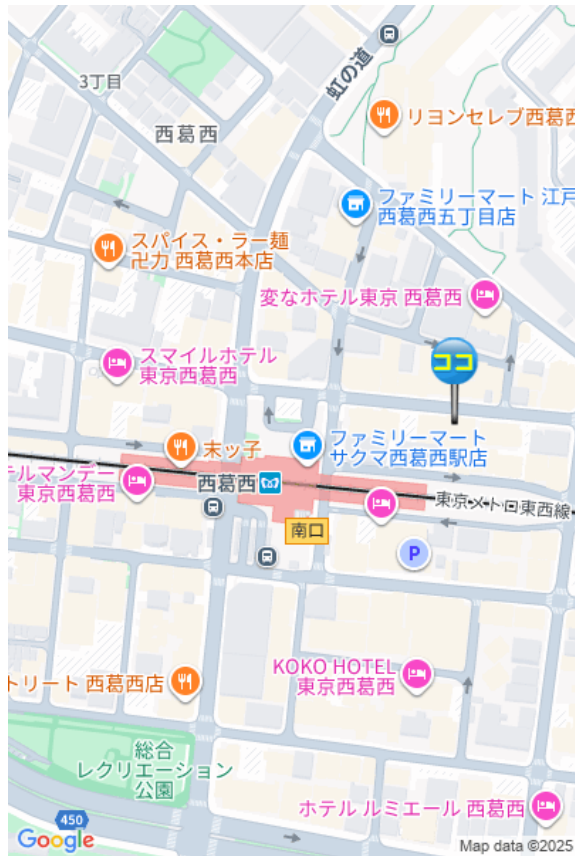 虹の道
3丁目
西葛西
リヨンセレブ西葛西
ファミリーマート 江戸
西葛西五丁目店
スパイス・ラー麺
卍力 西葛西本店
変なホテル東京 西葛西
スマイルホテル
東京西葛西
ココ
末ッ子
ファミリーマート
サクマ西葛西駅店
テルマンデー
東京西葛西
西葛西
東京メトロ東西線
南口
P
KOKO HOTEL
東京西葛西
トリート 西葛西店
総合
レクリエーション
公園
ホテル ルミエール 西葛西
450
Google
Map data ©2025